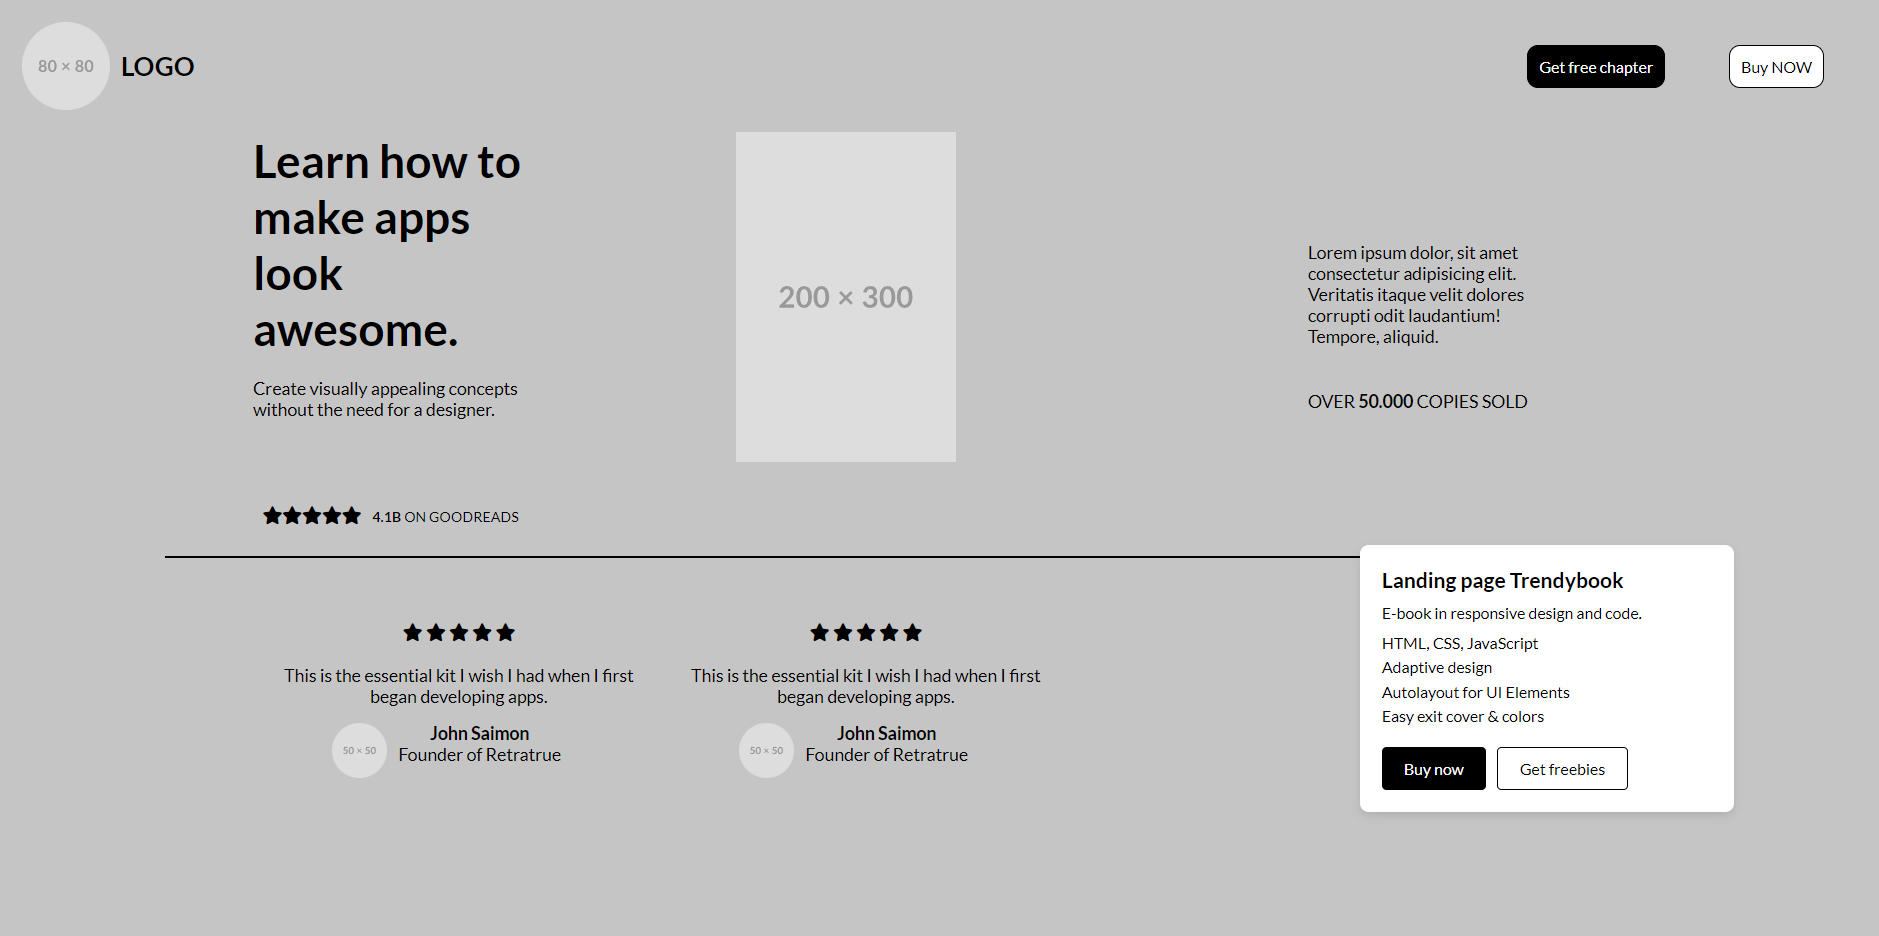 80 × 80
LOGO
Get free chapter
Buy NOW
Learn how to
make apps
look
awesome.
Create visually appealing concepts
without the need for a designer.
200 × 300
Lorem ipsum dolor, sit amet
consectetur adipisicing elit.
Veritatis itaque velit dolores
corrupti odit laudantium!
Tempore, aliquid.
OVER 50.000 COPIES SOLD
4.1B ON GOODREADS
This is the essential kit I wish I had when I first
began developing apps.
50 × 50
John Saimon
Founder of Retratrue
This is the essential kit I wish I had when I first
began developing apps.
50 × 50
John Saimon
Founder of Retratrue
Landing page Trendybook
E-book in responsive design and code.
HTML, CSS, JavaScript
Adaptive design
Autolayout for UI Elements
Easy exit cover & colors
Buy now
Get freebies